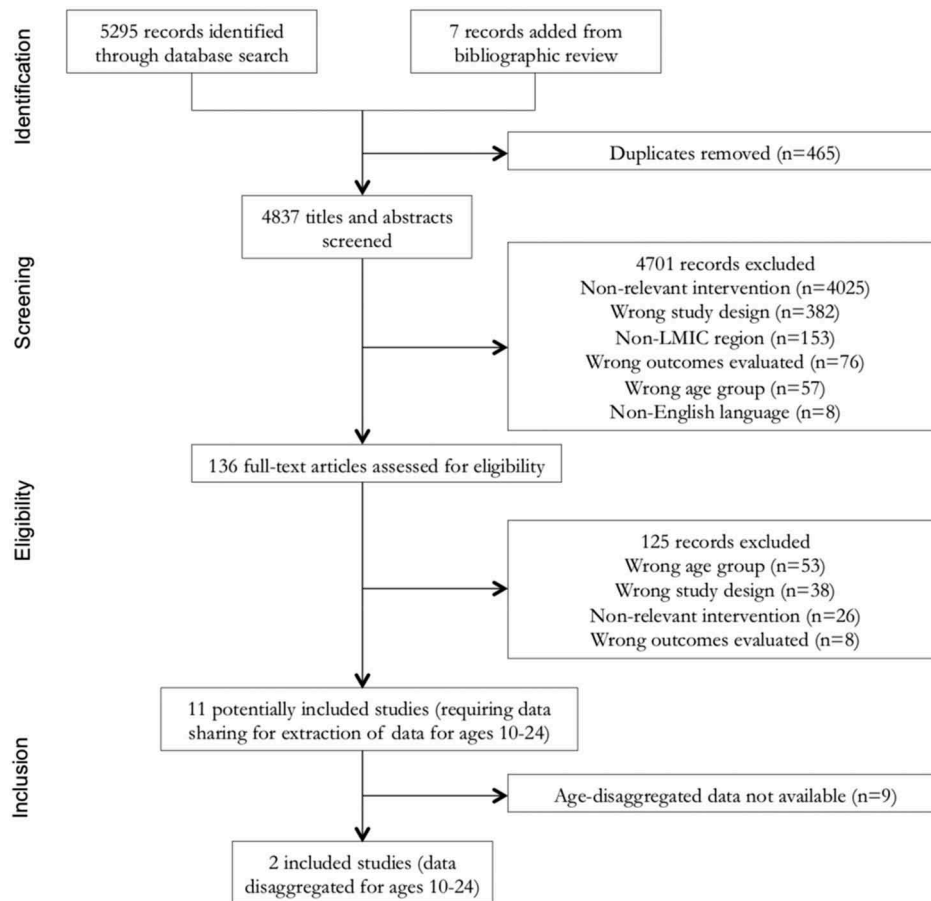 Identification
5295 records identified
through database search
7 records added from
bibliographic review
Duplicates removed (n=465)
4837 titles and abstracts
screened
Screening
4701 records excluded
Non-relevant intervention (n=4025)
Wrong study design (n=382)
Non-LMIC region (n=153)
Wrong outcomes evaluated (n=76)
Wrong age group (n=57)
Non-English language (n=8)
136 full-text articles assessed for eligibility
Eligibility
125 records excluded
Wrong age group (n=53)
Wrong study design (n=38)
Non-relevant intervention (n=26)
Wrong outcomes evaluated (n=8)
11 potentially included studies (requiring data
sharing for extraction of data for ages 10-24)
Inclusion
Age-disaggregated data not available (n=9)
2 included studies (data
disaggregated for ages 10-24)